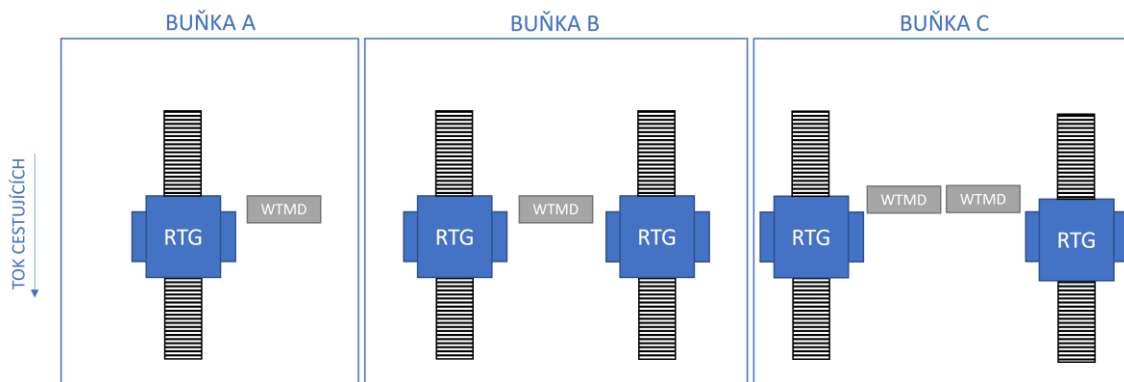 BUŇKA A
BUŇKA B
BUŇKA C
TOK CESTUJÍCÍCH
WTMD
WTMD
WTMD
WTMD
RTG
RTG
RTG
RTG
RTG